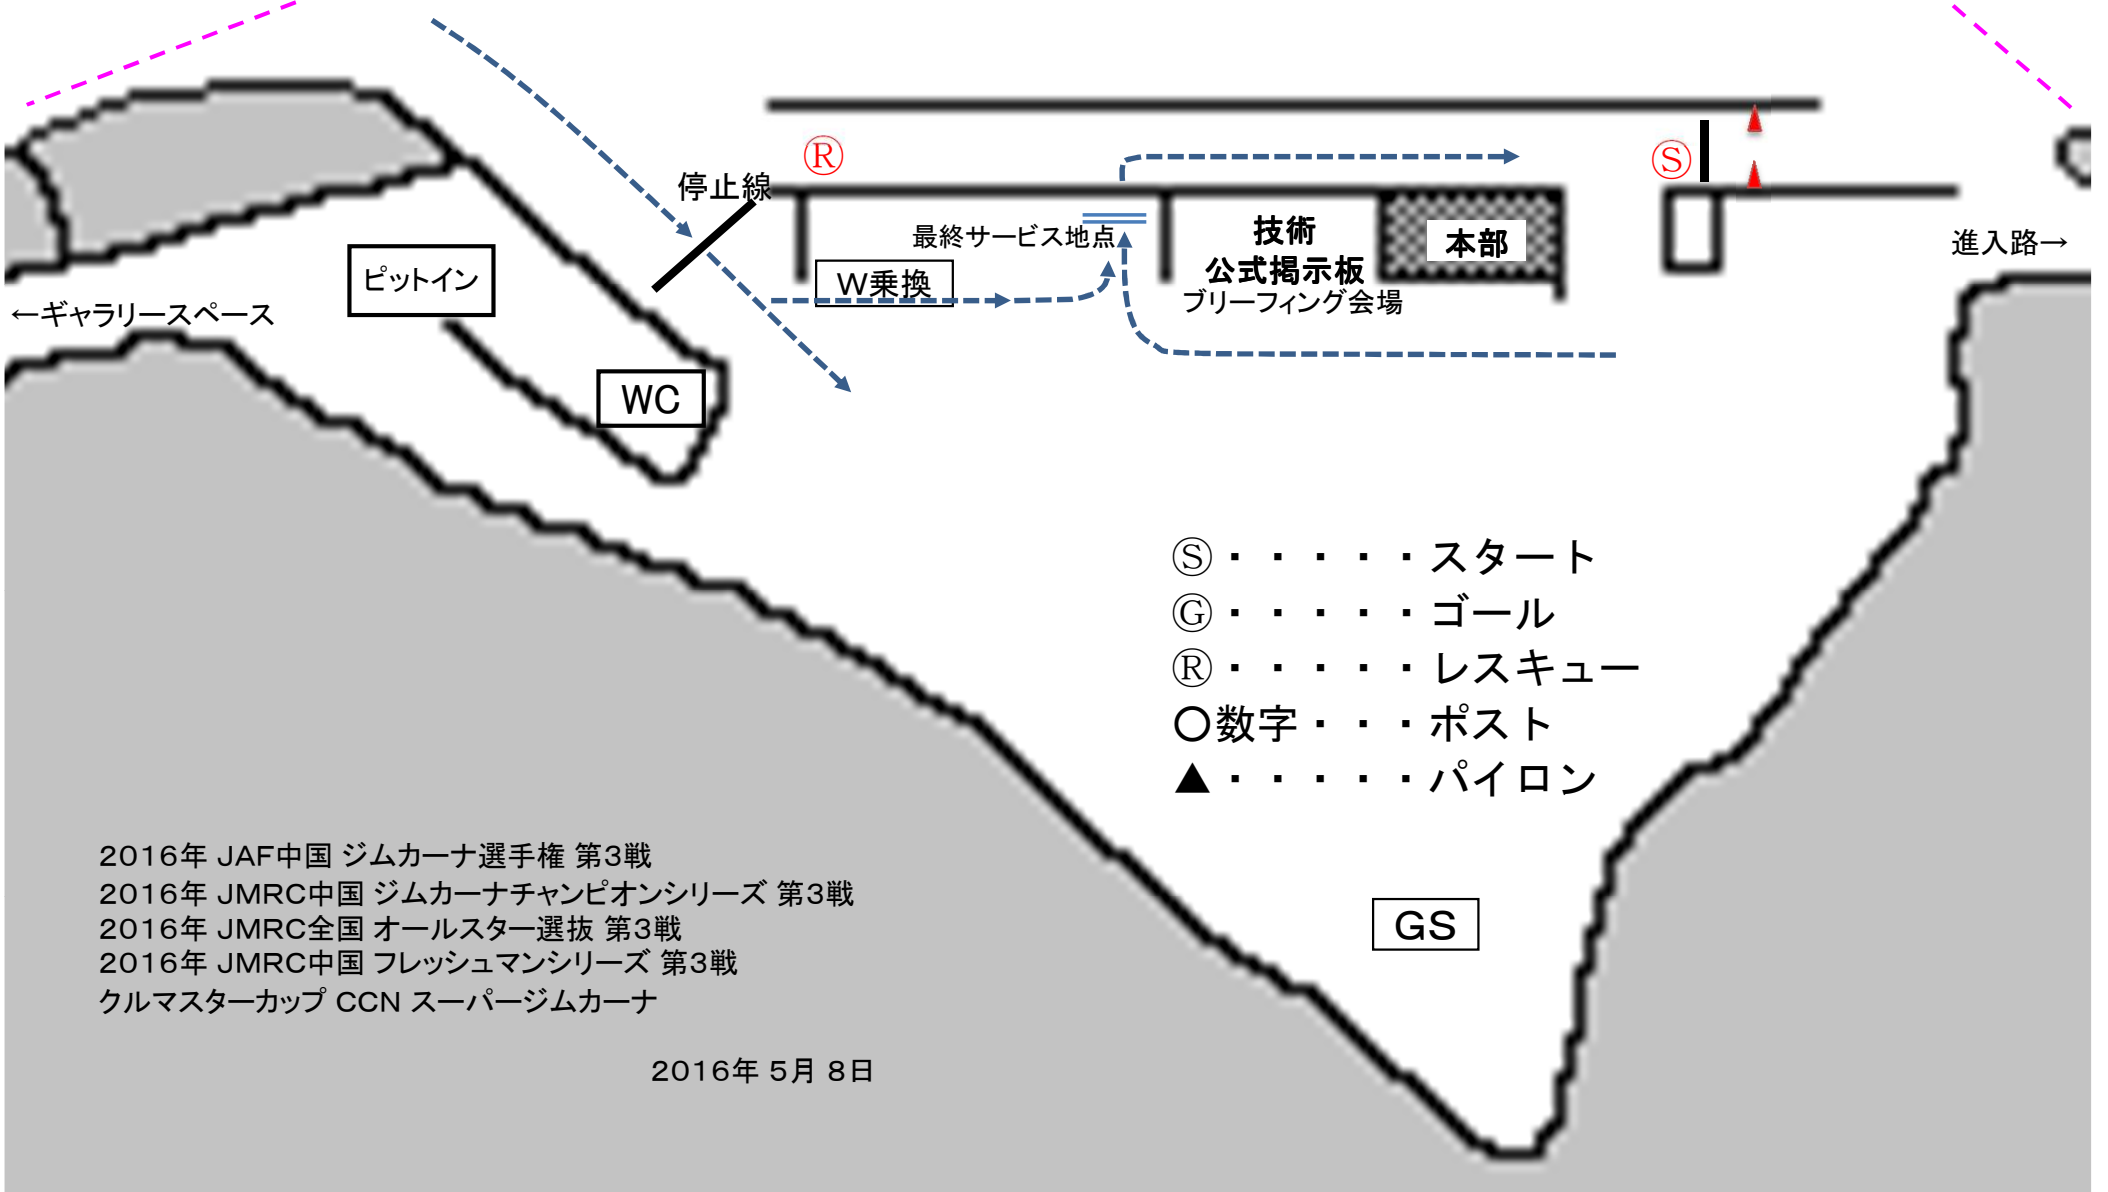 Ⓡ
Ⓢ
停止線
技術
公式掲示板
ブリーフィング会場
本部
最終サービス地点
W乗換
進入路→
ピットイン
←ギャラリースペース
WC
Ⓢ・・・・・スタート
Ⓖ・・・・・ゴール
Ⓡ・・・・・レスキュー
○数字・・・ポスト
▲・・・・・パイロン
GS
2016年 JAF中国 ジムカーナ選手権 第3戦
2016年 JMRC中国 ジムカーナチャンピオンシリーズ 第3戦
2016年 JMRC全国 オールスター選抜 第3戦
2016年 JMRC中国 フレッシュマンシリーズ 第3戦
クルマスターカップ CCN スーパージムカーナ
2016年 5月 8日